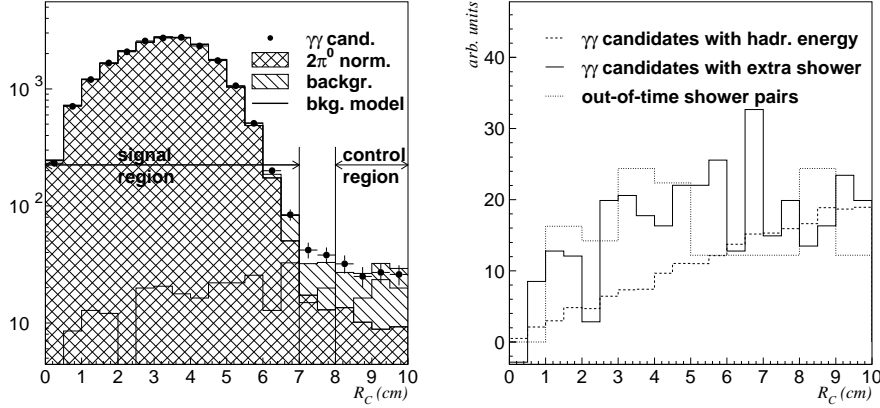 γγ cand.
2π⁰ norm.
backgr.
bkg. model
10³
10²
10
signal
region
control
region
0 1 2 3 4 5 6 7 8 9 10
R_C (cm)
arb. units
γγ candidates with hadr. energy
γγ candidates with extra shower
out-of-time shower pairs
40
30
20
10
0
0 1 2 3 4 5 6 7 8 9 10
R_C (cm)